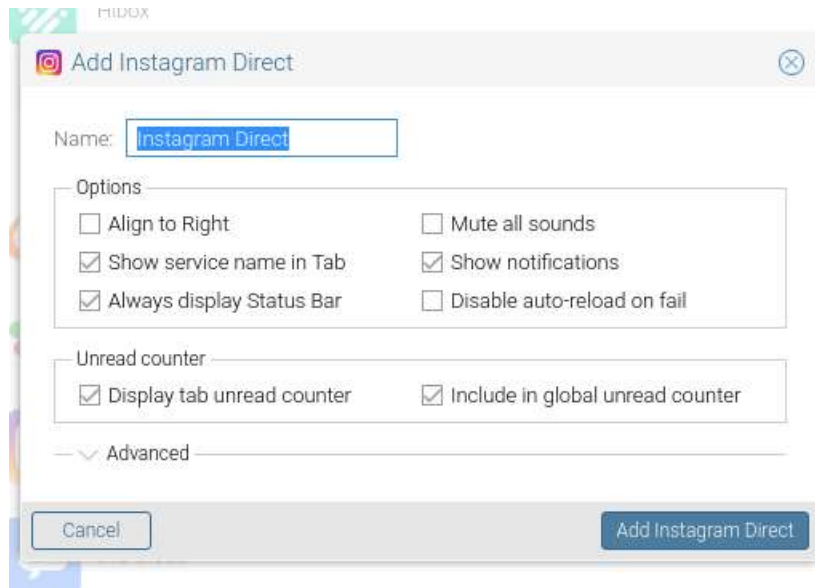 Hibox
Add Instagram Direct
Name: Instagram Direct
Options
Align to Right
Mute all sounds
Show service name in Tab
Show notifications
Always display Status Bar
Disable auto-reload on fail
Unread counter
Display tab unread counter
Include in global unread counter
Advanced
Cancel
Add Instagram Direct